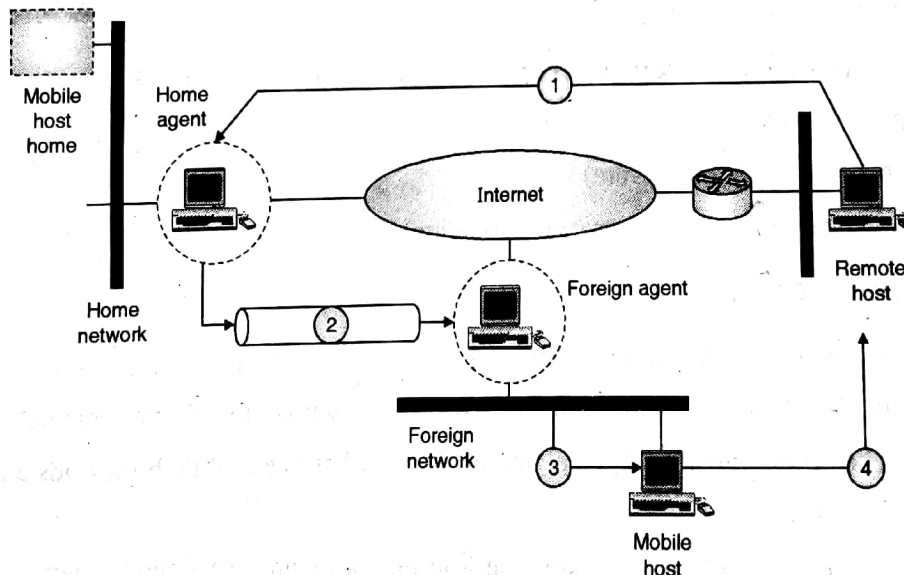 1
Mobile
host
home
Home
agent
Internet
Remote
host
Home
network
2
Foreign agent
Foreign
network
3
4
Mobile
host